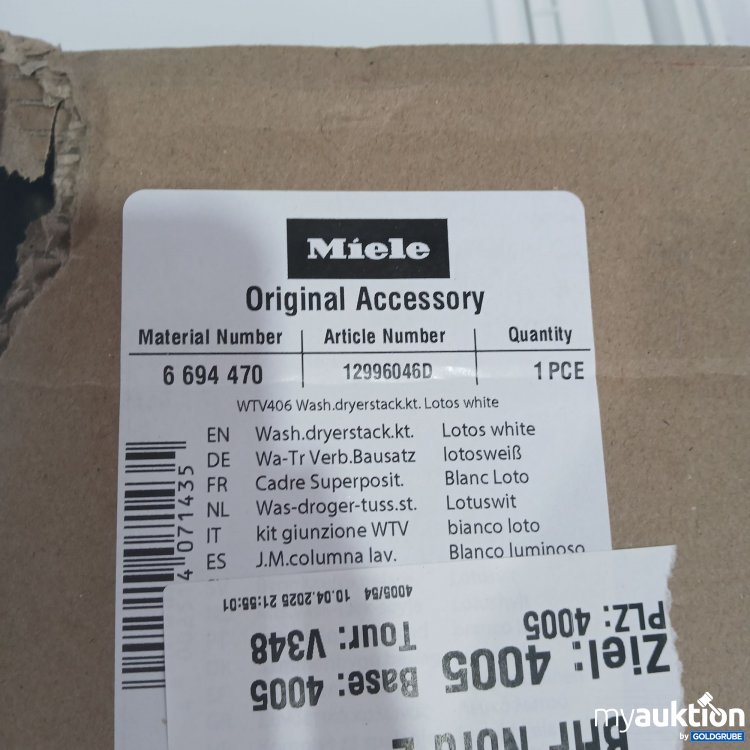 Miele
Original Accessory
Material Number Article Number Quantity
6 694 470 12996046D 1 PCE
WTV406 Wash.dryerstack.kt. Lotos white
EN Wash.dryerstack.kt. Lotos white
DE Wa-Tr Verb.Bausatz lotosweiß
FR Cadre Superposit. Blanc Loto
NL Was-droger-tuss.st. Lotuswit
IT kit giunzione WTV bianco loto
ES J.M.columna lav. Blanco luminoso
4 071435
4005/54 10.04.2025 21:55:01
Tour: V348
PLZ: 4005
Base: 4005
Ziel: 4005
BHF Nord
myauktion
by GOLDGRUBE